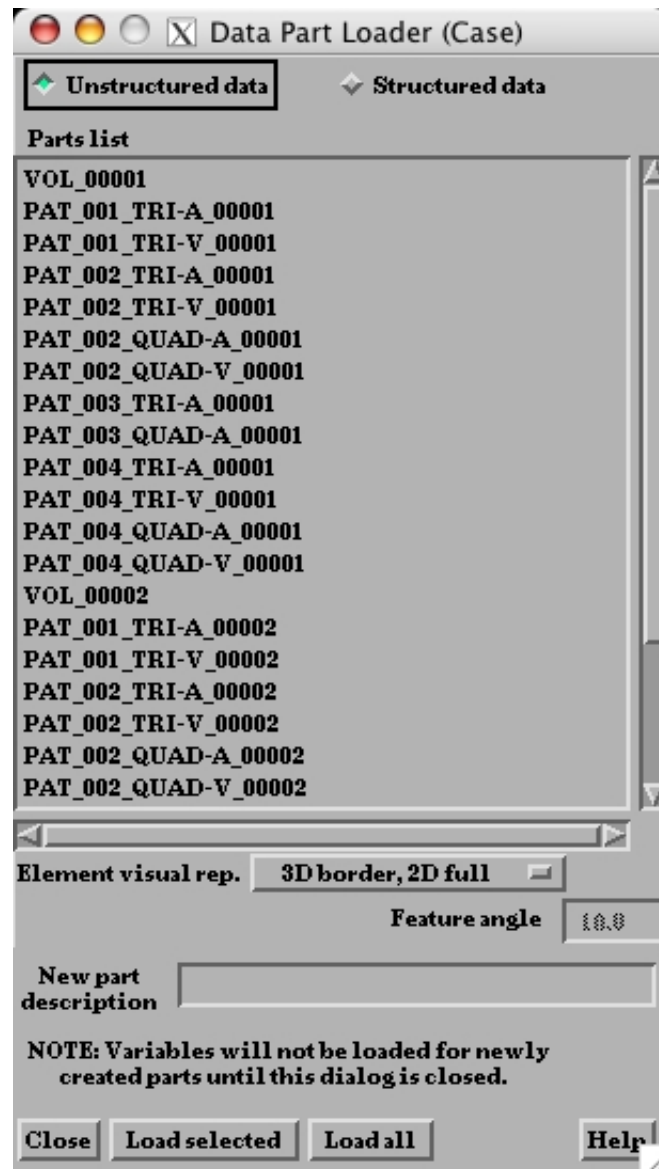 X Data Part Loader (Case)
Unstructured data Structured data
Parts list
VOL_00001
PAT_001_TRI-A_00001
PAT_001_TRI-V_00001
PAT_002_TRI-A_00001
PAT_002_TRI-V_00001
PAT_002_QUAD-A_00001
PAT_002_QUAD-V_00001
PAT_003_TRI-A_00001
PAT_003_QUAD-A_00001
PAT_004_TRI-A_00001
PAT_004_TRI-V_00001
PAT_004_QUAD-A_00001
PAT_004_QUAD-V_00001
VOL_00002
PAT_001_TRI-A_00002
PAT_001_TRI-V_00002
PAT_002_TRI-A_00002
PAT_002_TRI-V_00002
PAT_002_QUAD-A_00002
PAT_002_QUAD-V_00002
Element visual rep. 3D border, 2D full
Feature angle 10.0
New part
description
NOTE: Variables will not be loaded for newly
created parts until this dialog is closed.
Close Load selected Load all Help